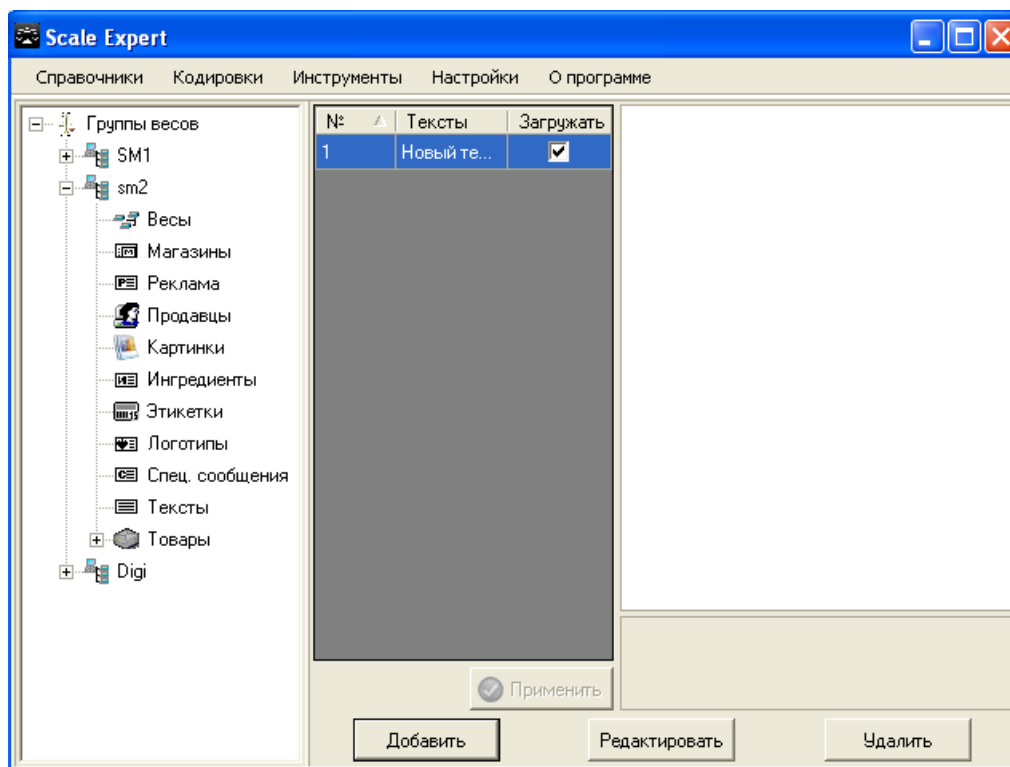 Scale Expert
Справочники Кодировки Инструменты Настройки О программе
Группы весов
SM1
sm2
Весы
Магазины
Реклама
Продавцы
Картинки
Ингредиенты
Этикетки
Логотипы
Спец. сообщения
Тексты
Товары
Digi
№ Тексты Загружать
1 Новый те...
Применить
Добавить Редактировать Удалить